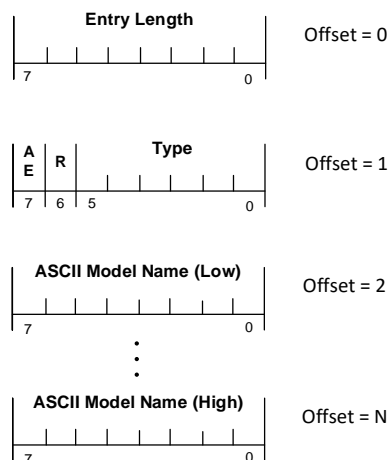 Entry Length
Offset = 0
7 0
A
E
R
Type
Offset = 1
7 6 5 0
ASCII Model Name (Low)
Offset = 2
7 0
ASCII Model Name (High)
Offset = N
7 0